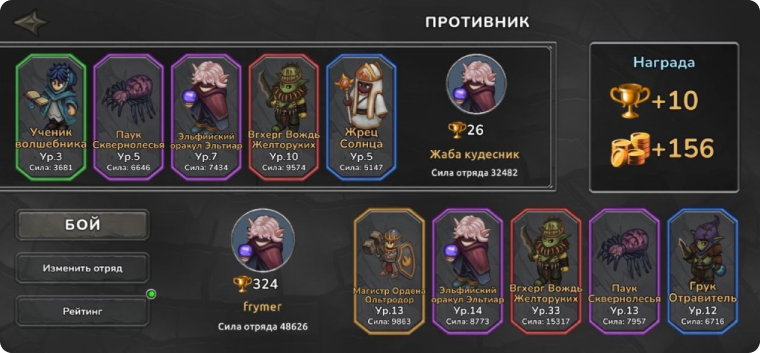 ПРОТИВНИК
Ученик
волшебника
Ур.3
Сила: 3681
Паук
Сквернолесья
Ур.5
Сила: 6646
Эльфийский
оракул Эльтиар
Ур.7
Сила: 7434
Вгхерг Вождь
Желторуких
Ур.10
Сила: 9574
Жрец
Солнца
Ур.5
Сила: 5147
26
Жаба кудесник
Сила отряда 32482
Награда
+10
+156
БОЙ
Изменить отряд
Рейтинг
324
frymer
Сила отряда 48626
Магистр Ордена
Ольтродор
Ур.13
Сила: 9863
Эльфийский
оракул Эльтиар
Ур.14
Сила: 8773
Вгхерг Вождь
Желторуких
Ур.33
Сила: 15317
Паук
Сквернолесья
Ур.13
Сила: 7957
Грук
Отравитель
Ур.12
Сила: 6716